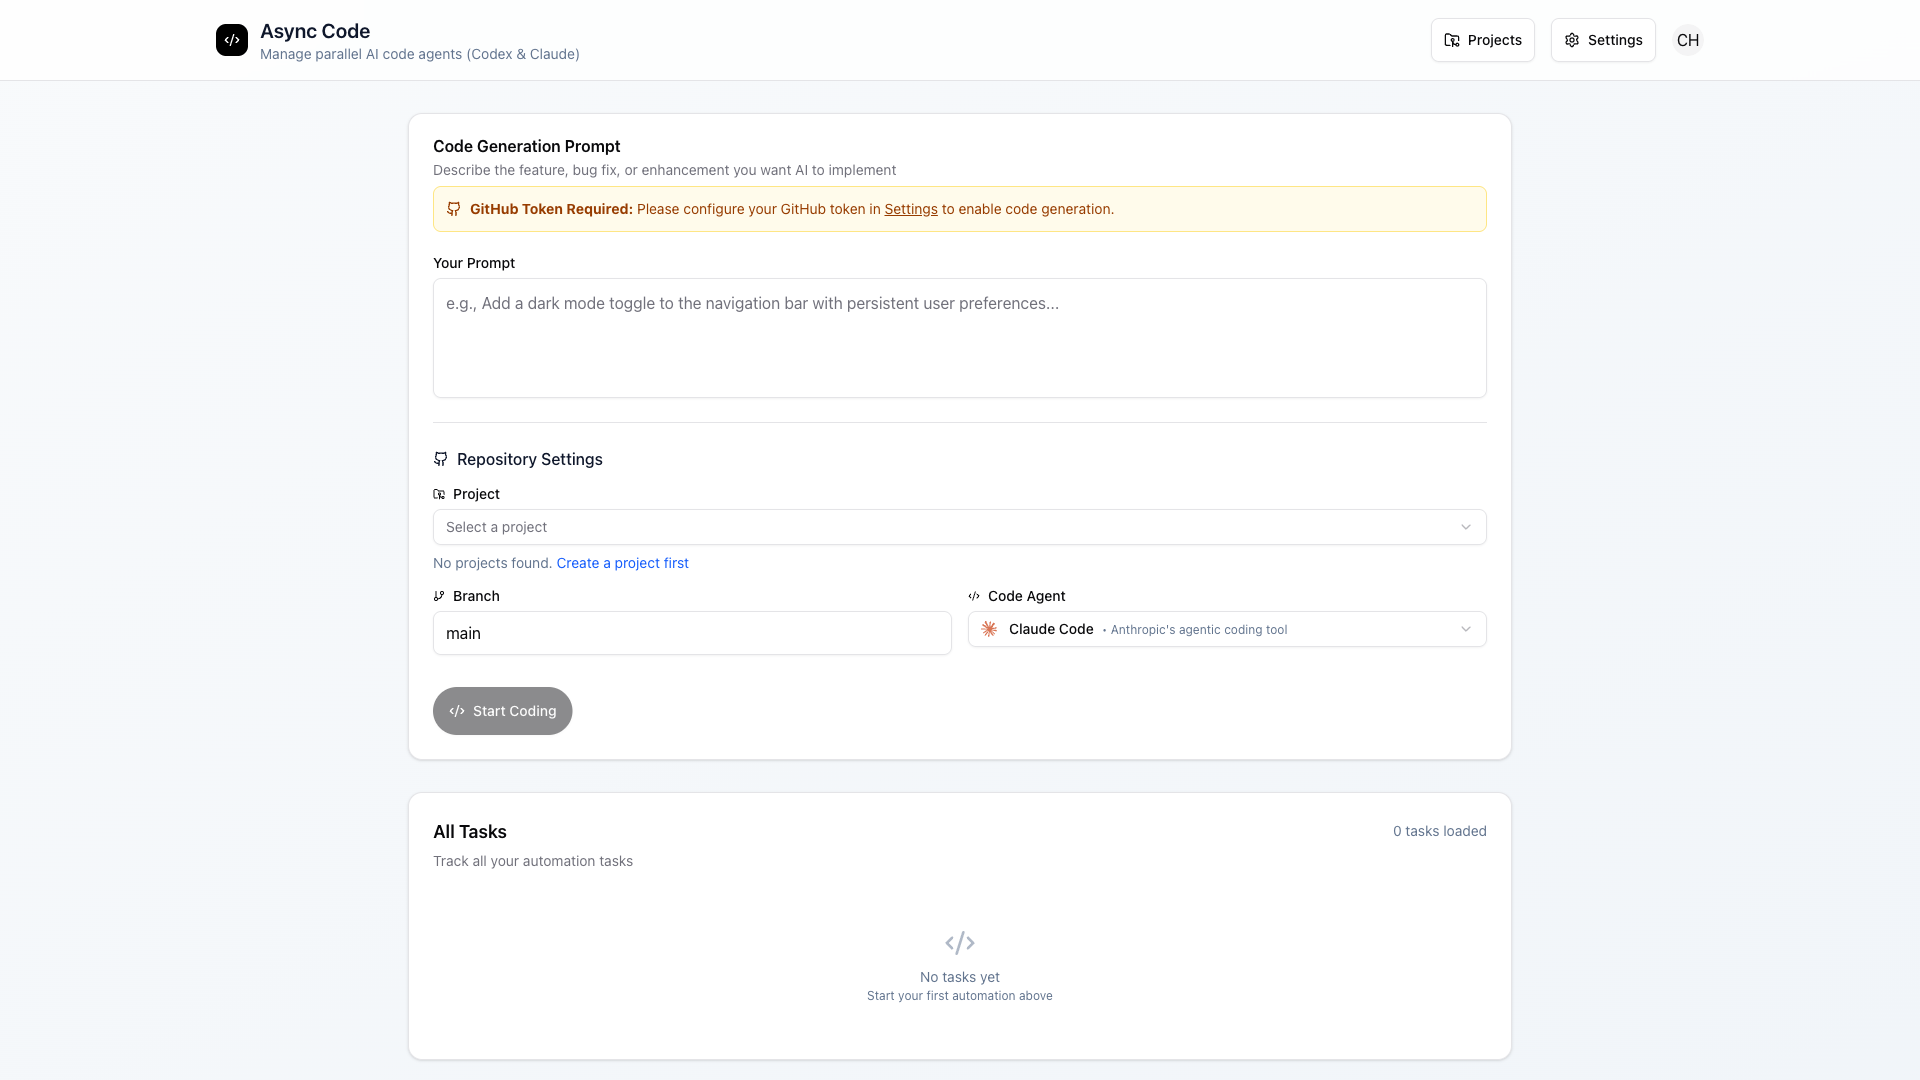 Async Code
Manage parallel AI code agents (Codex & Claude)
Projects
Settings
CH
Code Generation Prompt
Describe the feature, bug fix, or enhancement you want AI to implement
GitHub Token Required: Please configure your GitHub token in Settings to enable code generation.
Your Prompt
e.g., Add a dark mode toggle to the navigation bar with persistent user preferences...
Repository Settings
Project
Select a project
No projects found. Create a project first
Branch
main
Code Agent
Claude Code • Anthropic's agentic coding tool
Start Coding
All Tasks
0 tasks loaded
Track all your automation tasks
No tasks yet
Start your first automation above